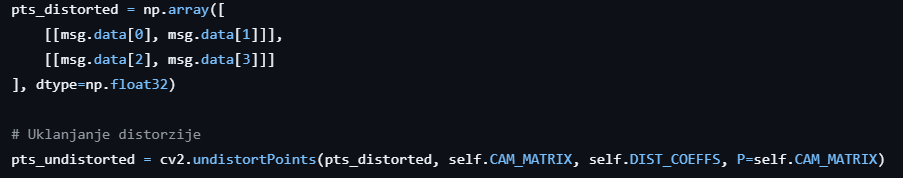 pts_distorted = np.array([
    [[msg.data[0], msg.data[1]]],
    [[msg.data[2], msg.data[3]]]
], dtype=np.float32)
# Uklanjanje distorzije
pts_undistorted = cv2.undistortPoints(pts_distorted, self.CAM_MATRIX, self.DIST_COEFFS, P=self.CAM_MATRIX)